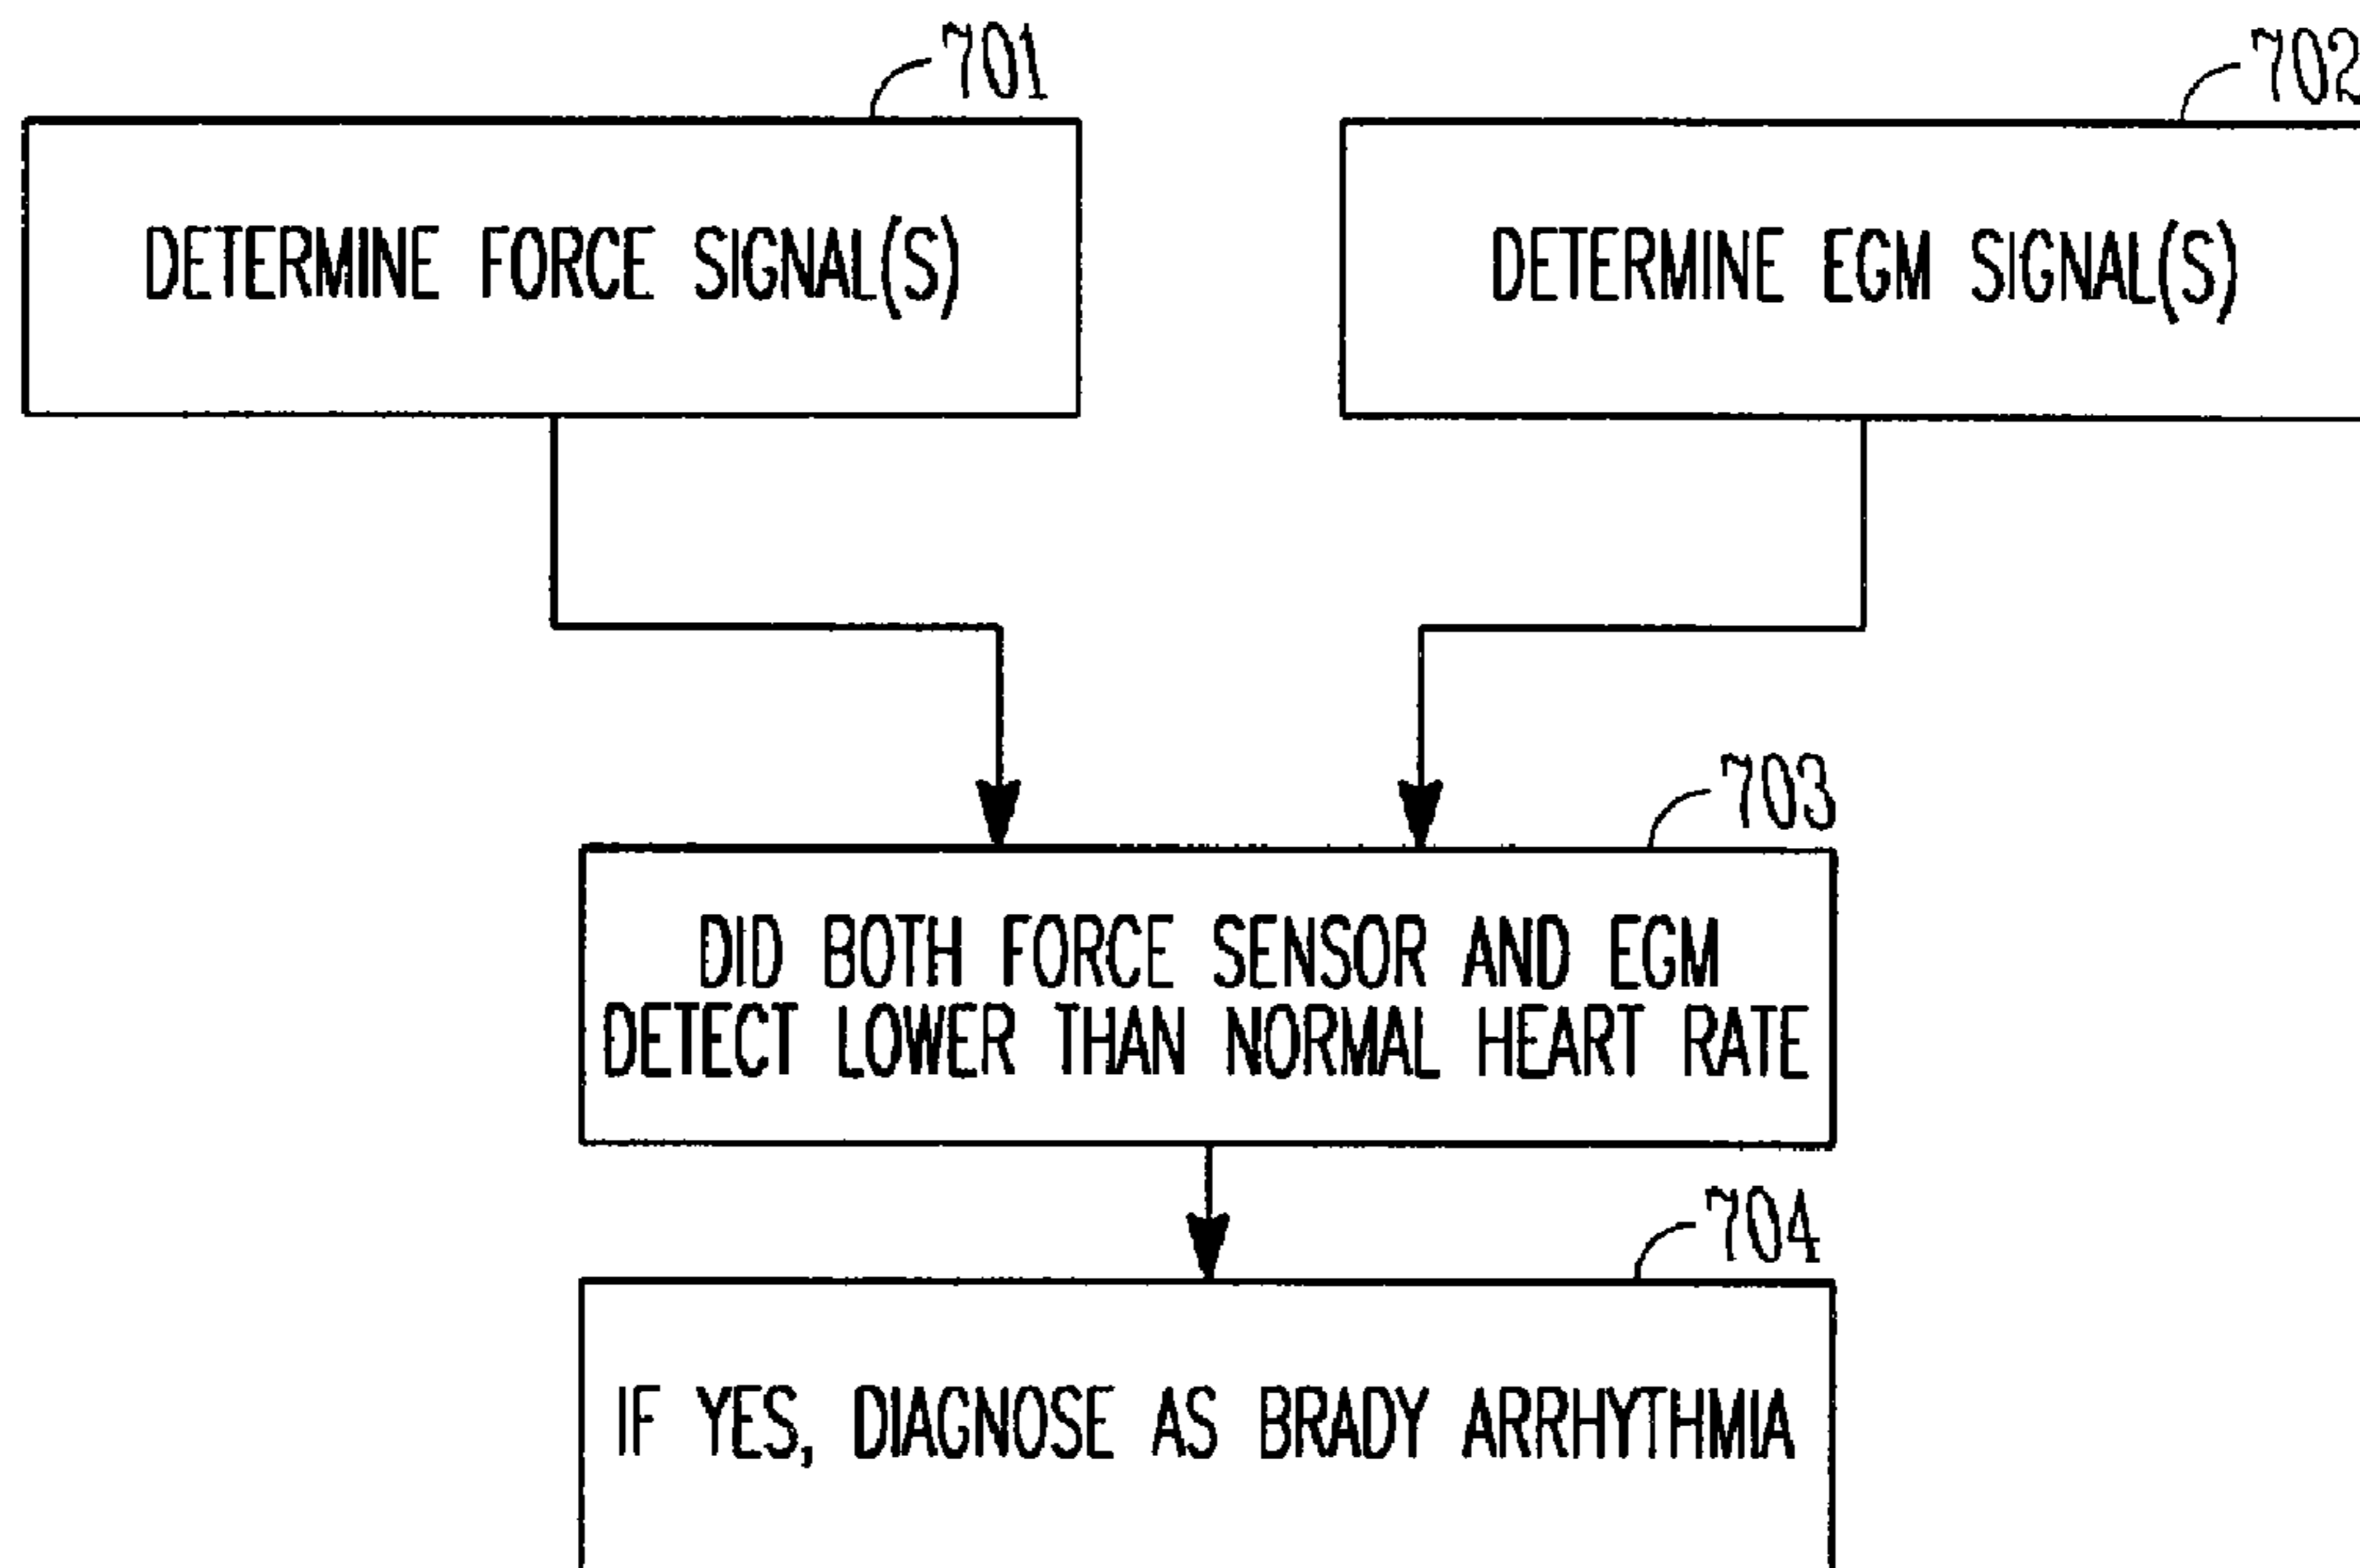 701
702
DETERMINE FORCE SIGNAL(S)
DETERMINE EGM SIGNAL(S)
703
DID BOTH FORCE SENSOR AND EGM
DETECT LOWER THAN NORMAL HEART RATE
704
IF YES, DIAGNOSE AS BRADY ARRHYTHMIA